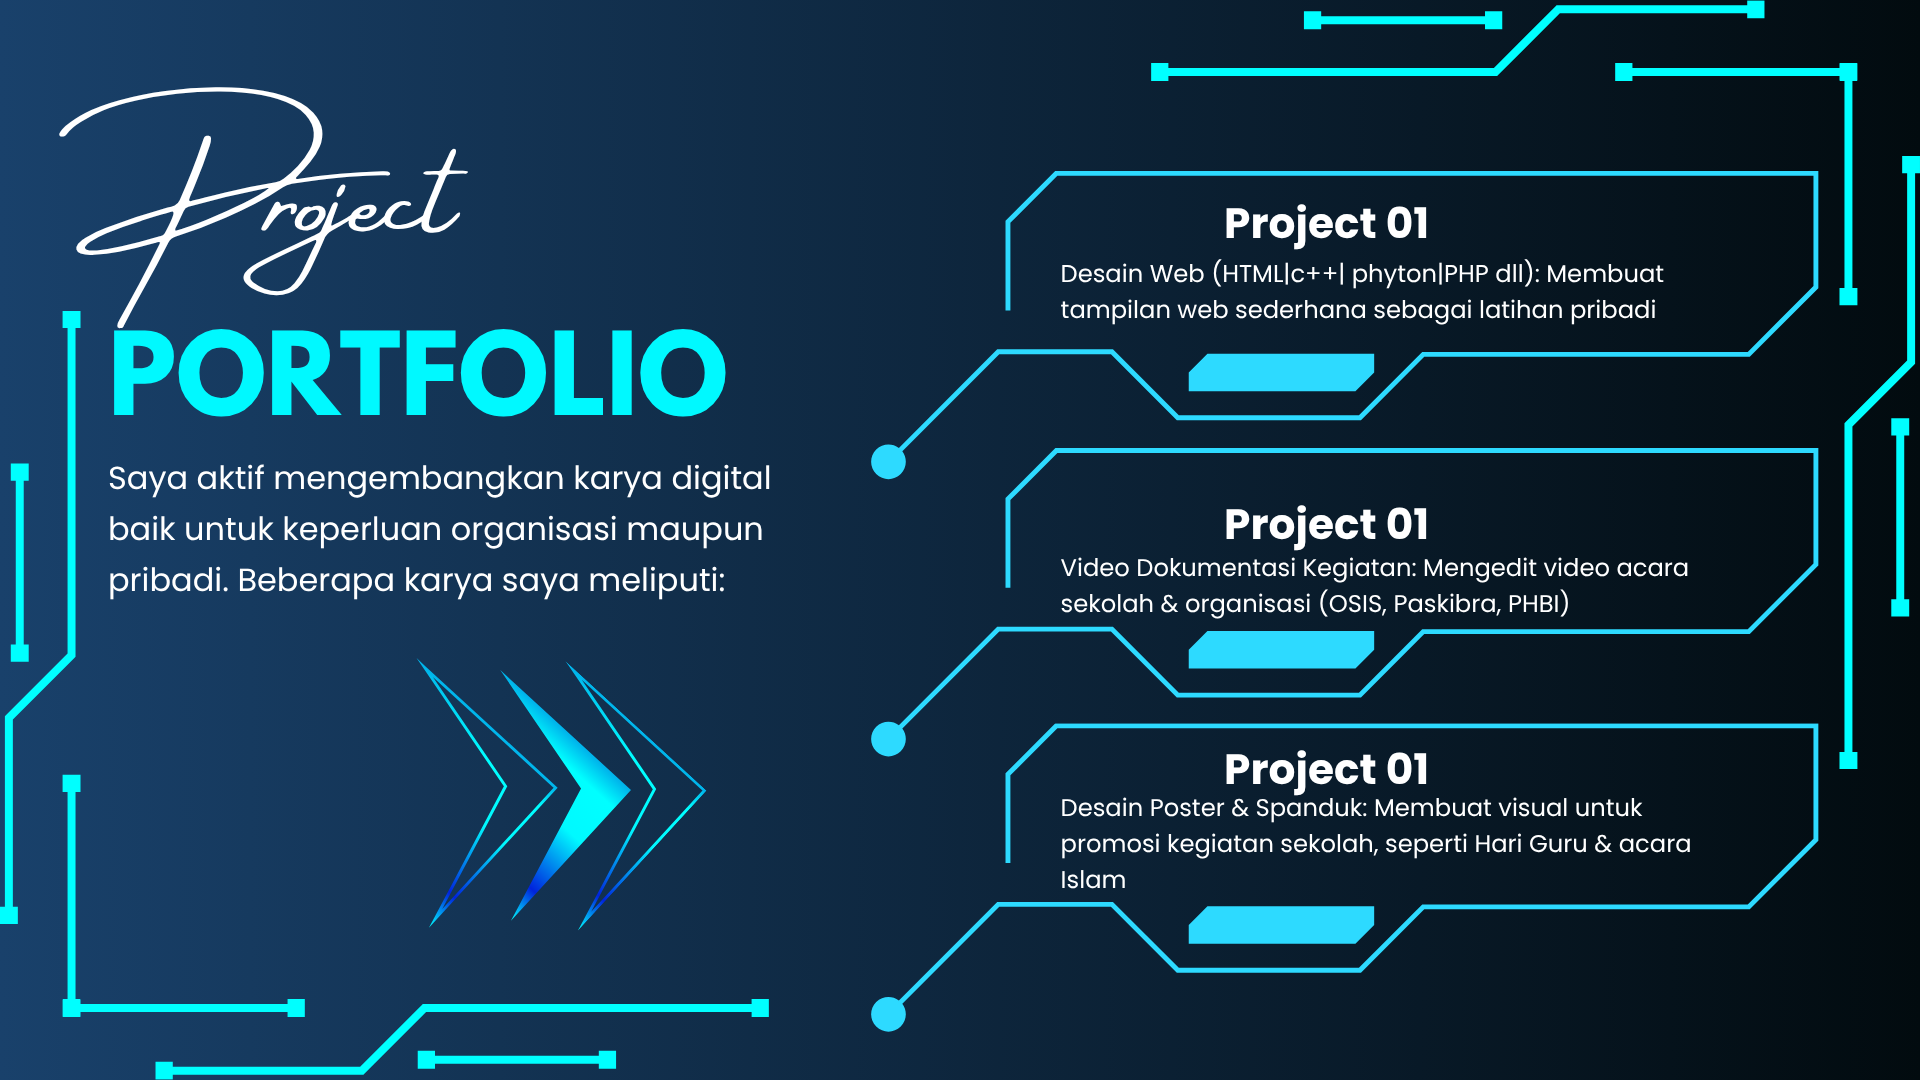 Project
PORTFOLIO
Saya aktif mengembangkan karya digital
baik untuk keperluan organisasi maupun
pribadi. Beberapa karya saya meliputi:
Project 01
Desain Web (HTML|c++| phyton|PHP dll): Membuat
tampilan web sederhana sebagai latihan pribadi
Project 01
Video Dokumentasi Kegiatan: Mengedit video acara
sekolah & organisasi (OSIS, Paskibra, PHBI)
Project 01
Desain Poster & Spanduk: Membuat visual untuk
promosi kegiatan sekolah, seperti Hari Guru & acara
Islam